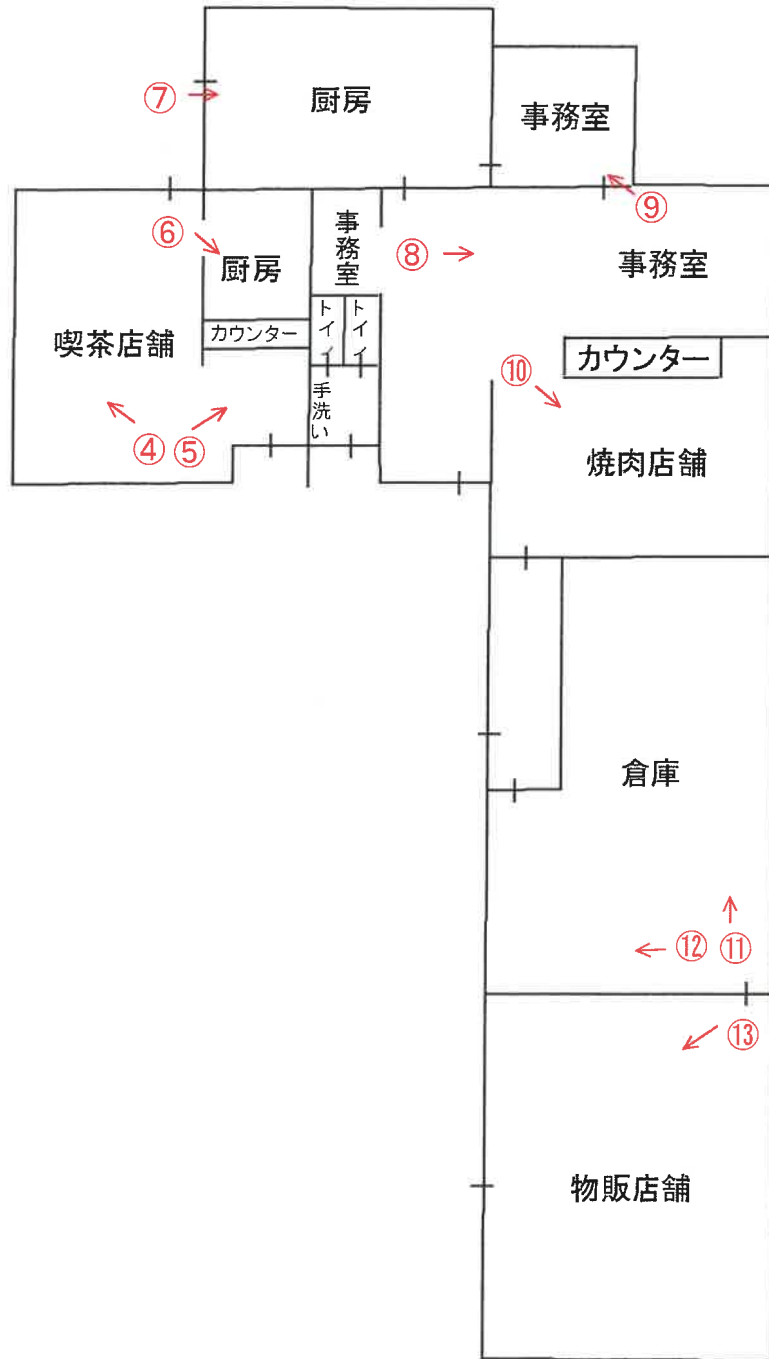 厨房
⑦
事務室
⑨
⑥
厨房
事務室
⑧
事務室
トイレ
トイレ
カウンター
喫茶店舗
カウンター
⑩
手洗い
④
⑤
焼肉店舗
倉庫
⑫
⑪
⑬
物販店舗